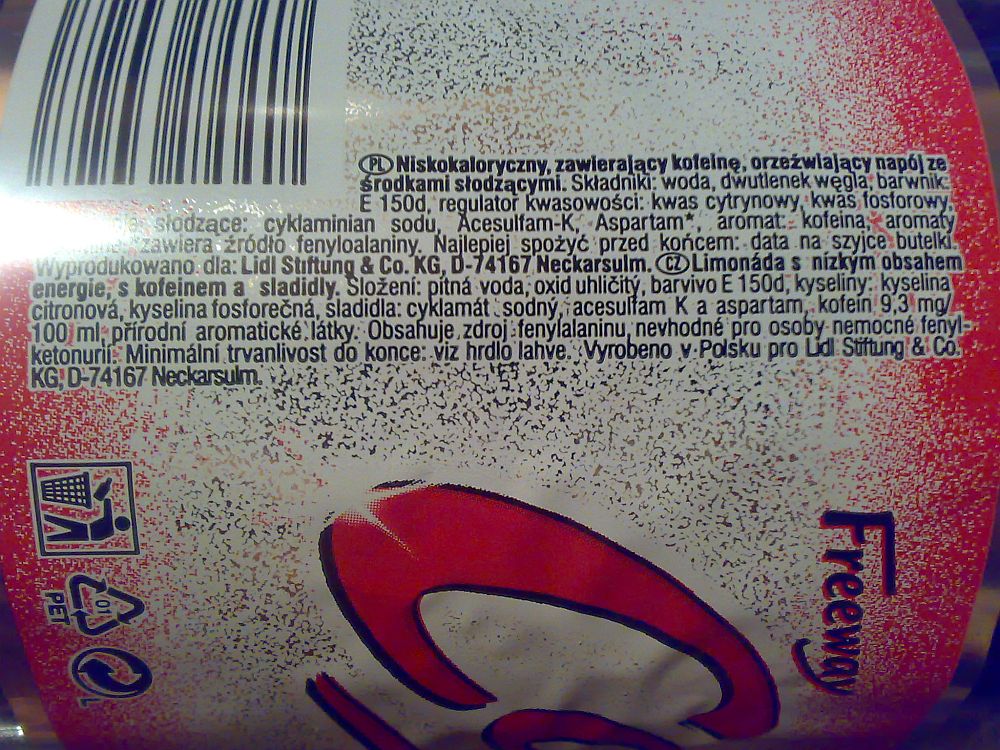 PL Niskokaloryczny, zawierający kofeinę, orzeźwiający napój ze
środkami słodzącymi. Składniki: woda, dwutlenek węgla, barwnik:
E 150d, regulator kwasowości: kwas cytrynowy, kwas fosforowy,
słodzące: cyklaminian sodu, Acesulfam-K, Aspartam*, aromat: kofeina, aromaty
zawiera źródło fenyloalaniny. Najlepiej spożyć przed końcem: data na szyjce butelki.
Wyprodukowano dla: Lidl Stiftung & Co. KG, D-74167 Neckarsulm. CZ Limonáda s nízkým obsahem
energie, s kofeinem a sladidly. Složení: pitná voda, oxid uhličitý, barvivo E 150d, kyseliny: kyselina
citronová, kyselina fosforečná, sladidla: cyklamát sodný, acesulfam K a aspartam, kofein 9,3 mg/
100 ml, přírodní aromatické látky. Obsahuje zdroj fenylalaninu, nevhodné pro osoby nemocné fenyl-
ketonurií. Minimální trvanlivost do konce: viz hrdlo lahve. Vyrobeno v Polsku pro Lidl Stiftung & Co.
KG, D-74167 Neckarsulm.
Freeway
01
PET